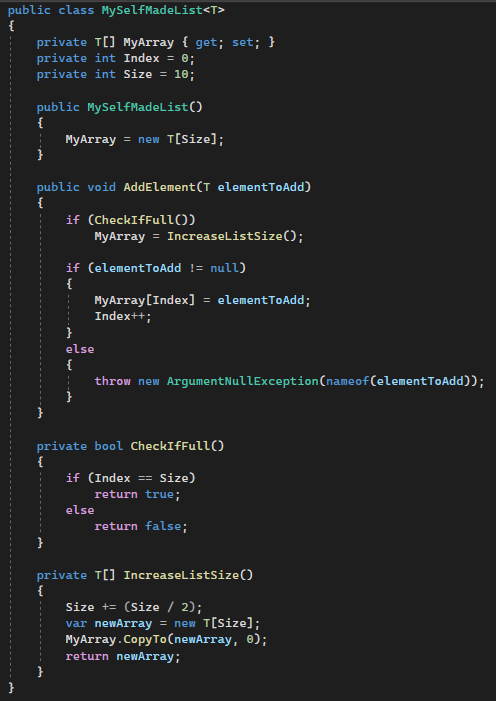 public class MySelfMadeList<T>
{
    private T[] MyArray { get; set; }
    private int Index = 0;
    private int Size = 10;

    public MySelfMadeList()
    {
        MyArray = new T[Size];
    }

    public void AddElement(T elementToAdd)
    {
        if (CheckIfFull())
            MyArray = IncreaseListSize();

        if (elementToAdd != null)
        {
            MyArray[Index] = elementToAdd;
            Index++;
        }
        else
        {
            throw new ArgumentNullException(nameof(elementToAdd));
        }
    }

    private bool CheckIfFull()
    {
        if (Index == Size)
            return true;
        else
            return false;
    }

    private T[] IncreaseListSize()
    {
        Size += (Size / 2);
        var newArray = new T[Size];
        MyArray.CopyTo(newArray, 0);
        return newArray;
    }
}